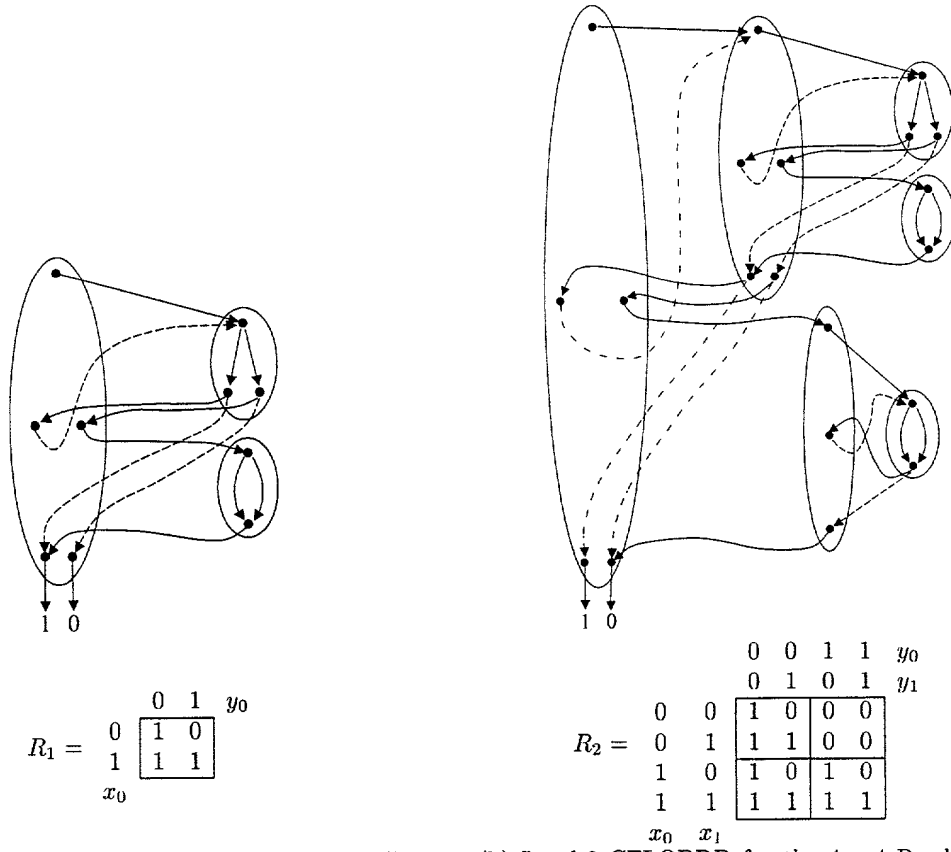 1 0
1 0
0 1 y₀
R₁ = 0 1 0
1 1 1
x₀
0 0 1 1 y₀
0 1 0 1 y₁
0 0 1 0 0 0
R₂ = 0 1 1 1 0 0
1 0 1 0 1 0
1 1 1 1 1 1
x₀ x₁